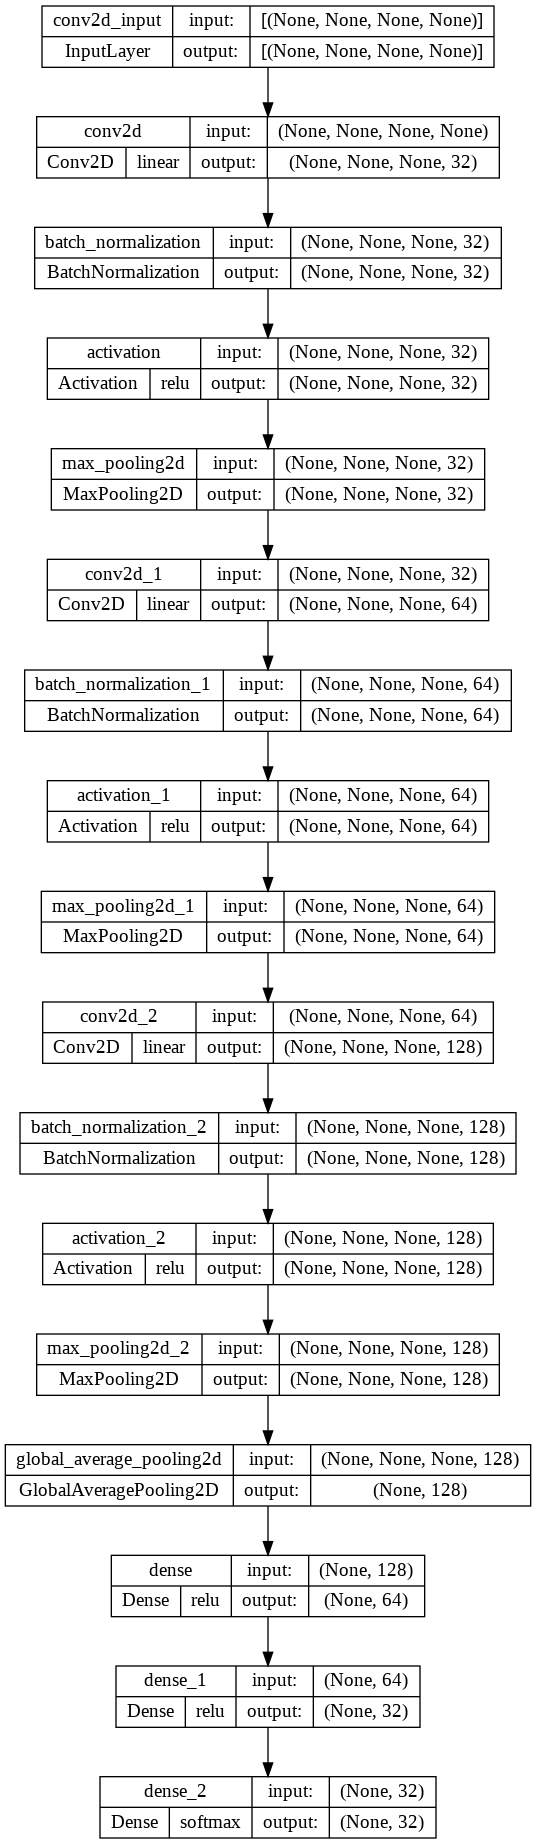 conv2d_input input: [(None, None, None, None)]
InputLayer output: [(None, None, None, None)]
conv2d input: (None, None, None, None)
Conv2D linear output: (None, None, None, 32)
batch_normalization input: (None, None, None, 32)
BatchNormalization output: (None, None, None, 32)
activation input: (None, None, None, 32)
Activation relu output: (None, None, None, 32)
max_pooling2d input: (None, None, None, 32)
MaxPooling2D output: (None, None, None, 32)
conv2d_1 input: (None, None, None, 32)
Conv2D linear output: (None, None, None, 64)
batch_normalization_1 input: (None, None, None, 64)
BatchNormalization output: (None, None, None, 64)
activation_1 input: (None, None, None, 64)
Activation relu output: (None, None, None, 64)
max_pooling2d_1 input: (None, None, None, 64)
MaxPooling2D output: (None, None, None, 64)
conv2d_2 input: (None, None, None, 64)
Conv2D linear output: (None, None, None, 128)
batch_normalization_2 input: (None, None, None, 128)
BatchNormalization output: (None, None, None, 128)
activation_2 input: (None, None, None, 128)
Activation relu output: (None, None, None, 128)
max_pooling2d_2 input: (None, None, None, 128)
MaxPooling2D output: (None, None, None, 128)
global_average_pooling2d input: (None, None, None, 128)
GlobalAveragePooling2D output: (None, 128)
dense input: (None, 128)
Dense relu output: (None, 64)
dense_1 input: (None, 64)
Dense relu output: (None, 32)
dense_2 input: (None, 32)
Dense softmax output: (None, 32)